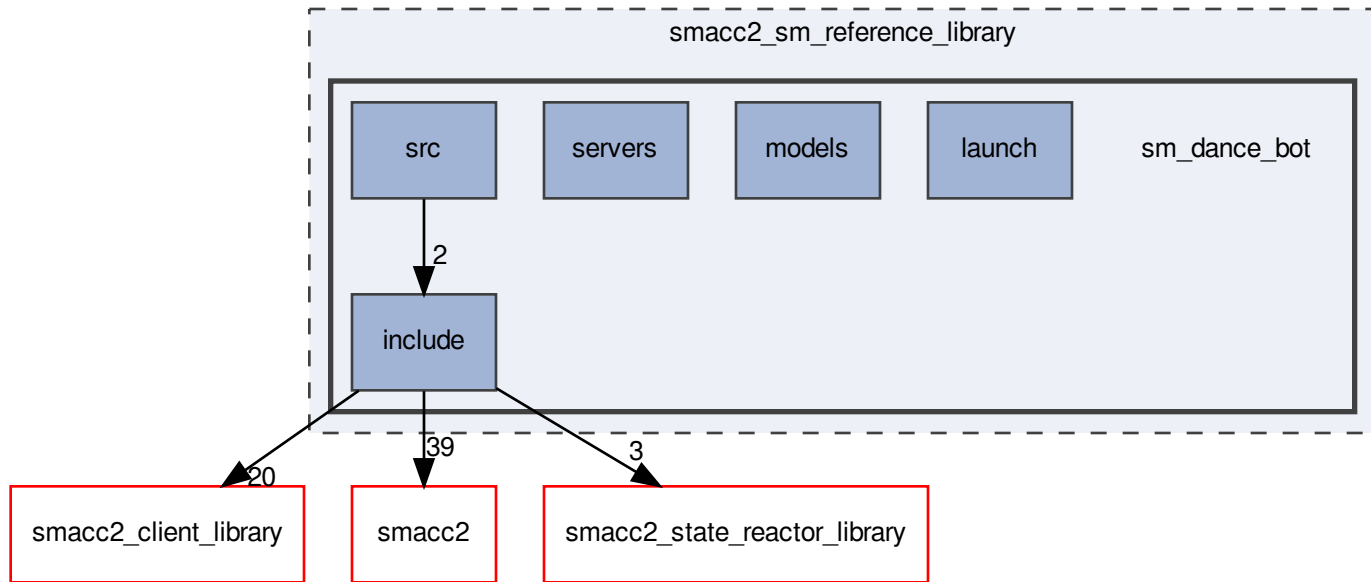 smacc2_sm_reference_library
src
servers
models
launch
sm_dance_bot
2
include
20
39
3
smacc2_client_library
smacc2
smacc2_state_reactor_library